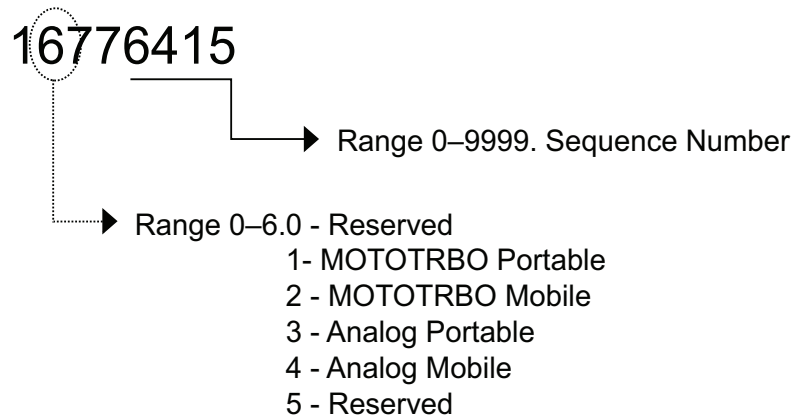 16776415
Range 0–9999. Sequence Number
Range 0–6.0 - Reserved
1- MOTOTRBO Portable
2 - MOTOTRBO Mobile
3 - Analog Portable
4 - Analog Mobile
5 - Reserved